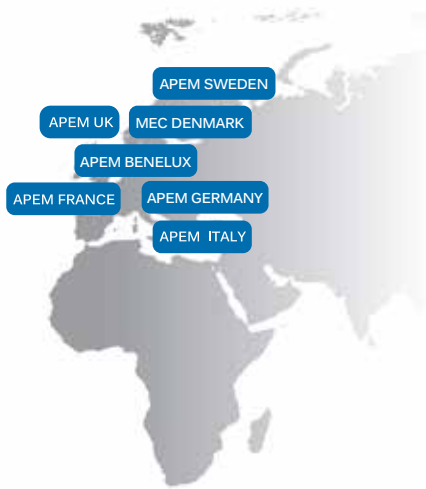 APEM SWEDEN
APEM UK
MEC DENMARK
APEM BENELUX
APEM FRANCE
APEM GERMANY
APEM ITALY